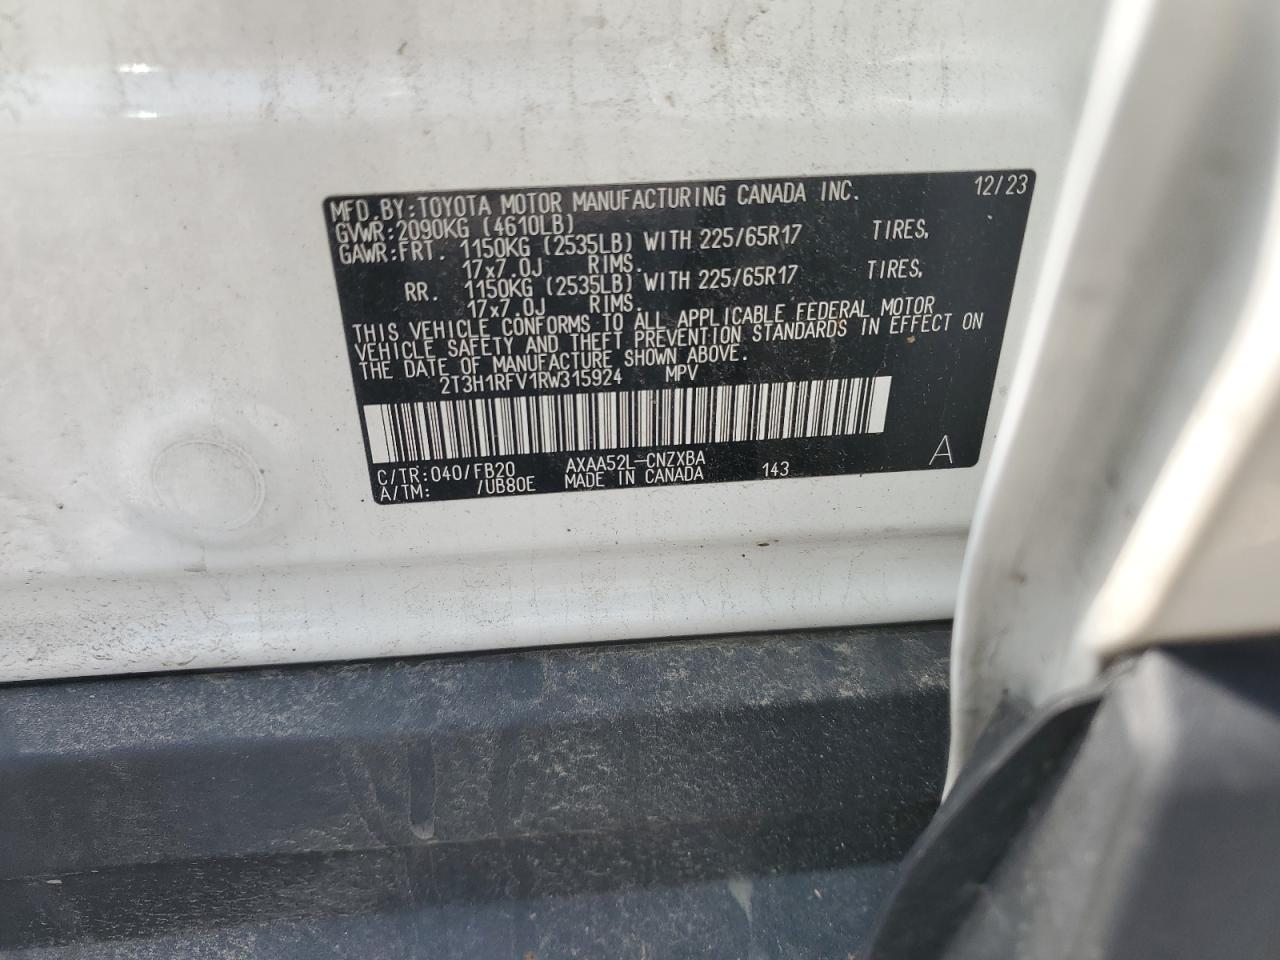 MFD.BY:TOYOTA MOTOR MANUFACTURING CANADA INC. 12/23
GVWR:2090KG (4610LB)
GAWR:FRT. 1150KG (2535LB) WITH 225/65R17 TIRES,
17x7.0J RIMS.
RR. 1150KG (2535LB) WITH 225/65R17 TIRES,
17x7.0J RIMS.
THIS VEHICLE CONFORMS TO ALL APPLICABLE FEDERAL MOTOR
VEHICLE SAFETY AND THEFT PREVENTION STANDARDS IN EFFECT ON
THE DATE OF MANUFACTURE SHOWN ABOVE.
2T3H1RFV1RW315924 MPV
C/TR:040/FB20 AXAA52L-CNZXBA A
A/TM: /UB80E MADE IN CANADA 143